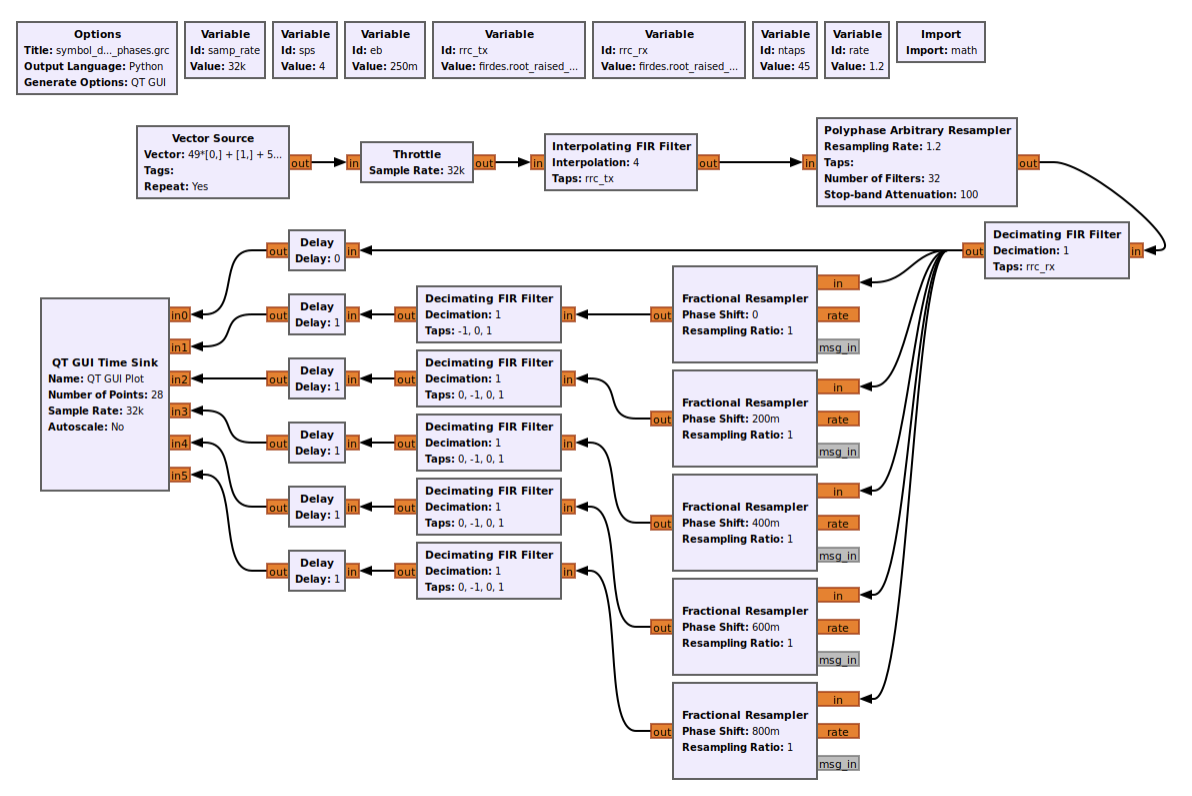 Options
Title: symbol_d..._phases.grc
Output Language: Python
Generate Options: QT GUI
Variable
Id: samp_rate
Value: 32k
Variable
Id: sps
Value: 4
Variable
Id: eb
Value: 250m
Variable
Id: rrc_tx
Value: firdes.root_raised_...
Variable
Id: rrc_rx
Value: firdes.root_raised_...
Variable
Id: ntaps
Value: 45
Variable
Id: rate
Value: 1.2
Import
Import: math
Vector Source
Vector: 49*[0,] + [1,] + 5...
Tags:
Repeat: Yes
out
in
Throttle
Sample Rate: 32k
out
in
Interpolating FIR Filter
Interpolation: 4
Taps: rrc_tx
out
in
Polyphase Arbitrary Resampler
Resampling Rate: 1.2
Taps:
Number of Filters: 32
Stop-band Attenuation: 100
out
out
Decimating FIR Filter
Decimation: 1
Taps: rrc_rx
in
out
Delay
Delay: 0
in
out
Delay
Delay: 1
in
out
Decimating FIR Filter
Decimation: 1
Taps: -1, 0, 1
in
out
Fractional Resampler
Phase Shift: 0
Resampling Ratio: 1
in
rate
msg_in
out
Delay
Delay: 1
in
out
Decimating FIR Filter
Decimation: 1
Taps: 0, -1, 0, 1
in
out
Fractional Resampler
Phase Shift: 200m
Resampling Ratio: 1
in
rate
msg_in
out
Delay
Delay: 1
in
out
Decimating FIR Filter
Decimation: 1
Taps: 0, -1, 0, 1
in
out
Fractional Resampler
Phase Shift: 400m
Resampling Ratio: 1
in
rate
msg_in
out
Delay
Delay: 1
in
out
Decimating FIR Filter
Decimation: 1
Taps: 0, -1, 0, 1
in
out
Fractional Resampler
Phase Shift: 600m
Resampling Ratio: 1
in
rate
msg_in
out
Delay
Delay: 1
in
out
Decimating FIR Filter
Decimation: 1
Taps: 0, -1, 0, 1
in
out
Fractional Resampler
Phase Shift: 800m
Resampling Ratio: 1
in
rate
msg_in
QT GUI Time Sink
Name: QT GUI Plot
Number of Points: 28
Sample Rate: 32k
Autoscale: No
in0
in1
in2
in3
in4
in5